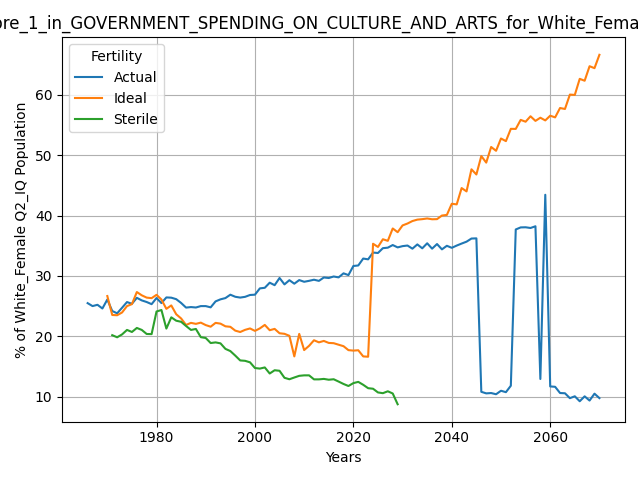 ore_1_in_GOVERNMENT_SPENDING_ON_CULTURE_AND_ARTS_for_White_Fema
Fertility
Actual
Ideal
Sterile
% of White_Female Q2_IQ Population
60
50
40
30
20
10
1980
2000
2020
2040
2060
Years